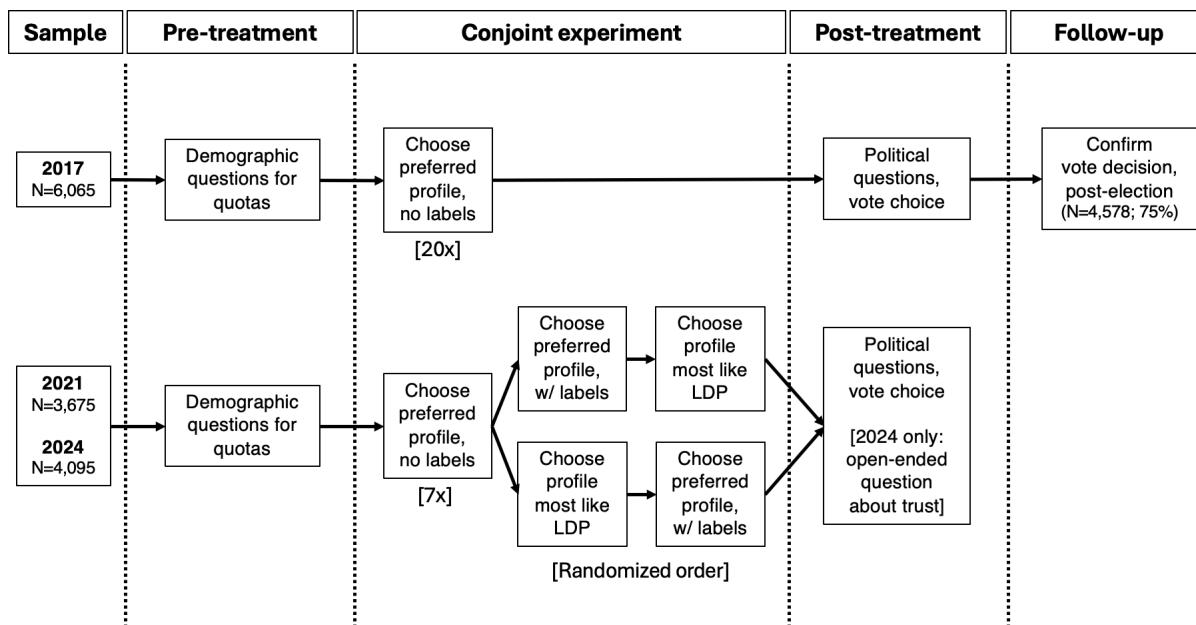 Sample
Pre-treatment
Conjoint experiment
Post-treatment
Follow-up
2017
N=6,065
Demographic
questions for
quotas
Choose
preferred
profile,
no labels
[20x]
Political
questions,
vote choice
Confirm
vote decision,
post-election
(N=4,578; 75%)
2021
N=3,675
2024
N=4,095
Demographic
questions for
quotas
Choose
preferred
profile,
no labels
[7x]
Choose
preferred
profile,
w/ labels
Choose
profile
most like
LDP
Choose
profile
most like
LDP
Choose
preferred
profile,
w/ labels
[Randomized order]
Political
questions,
vote choice
[2024 only:
open-ended
question
about trust]